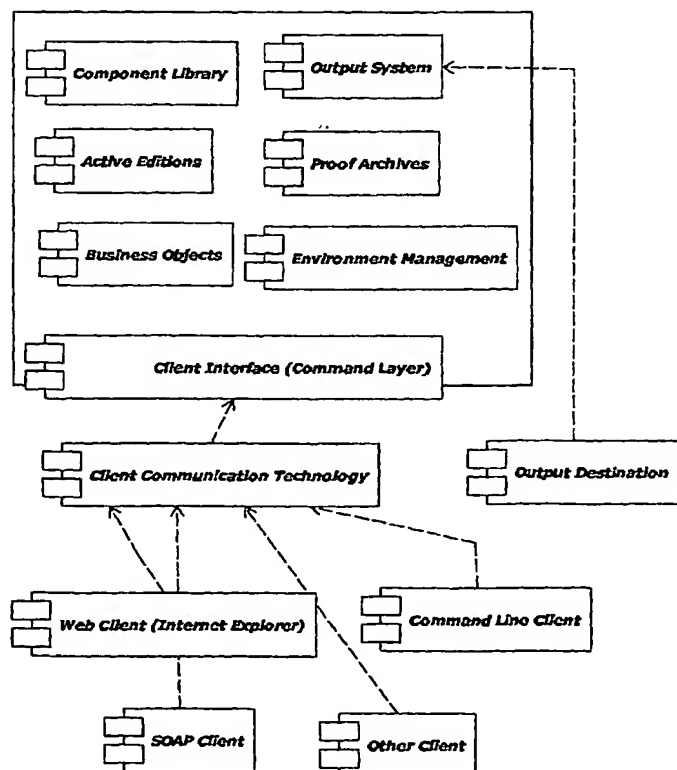 Component Library
Output System
Active Editions
Proof Archives
Business Objects
Environment Management
Client Interface (Command Layer)
Client Communication Technology
Output Destination
Web Client (Internet Explorer)
Command Line Client
SOAP Client
Other Client